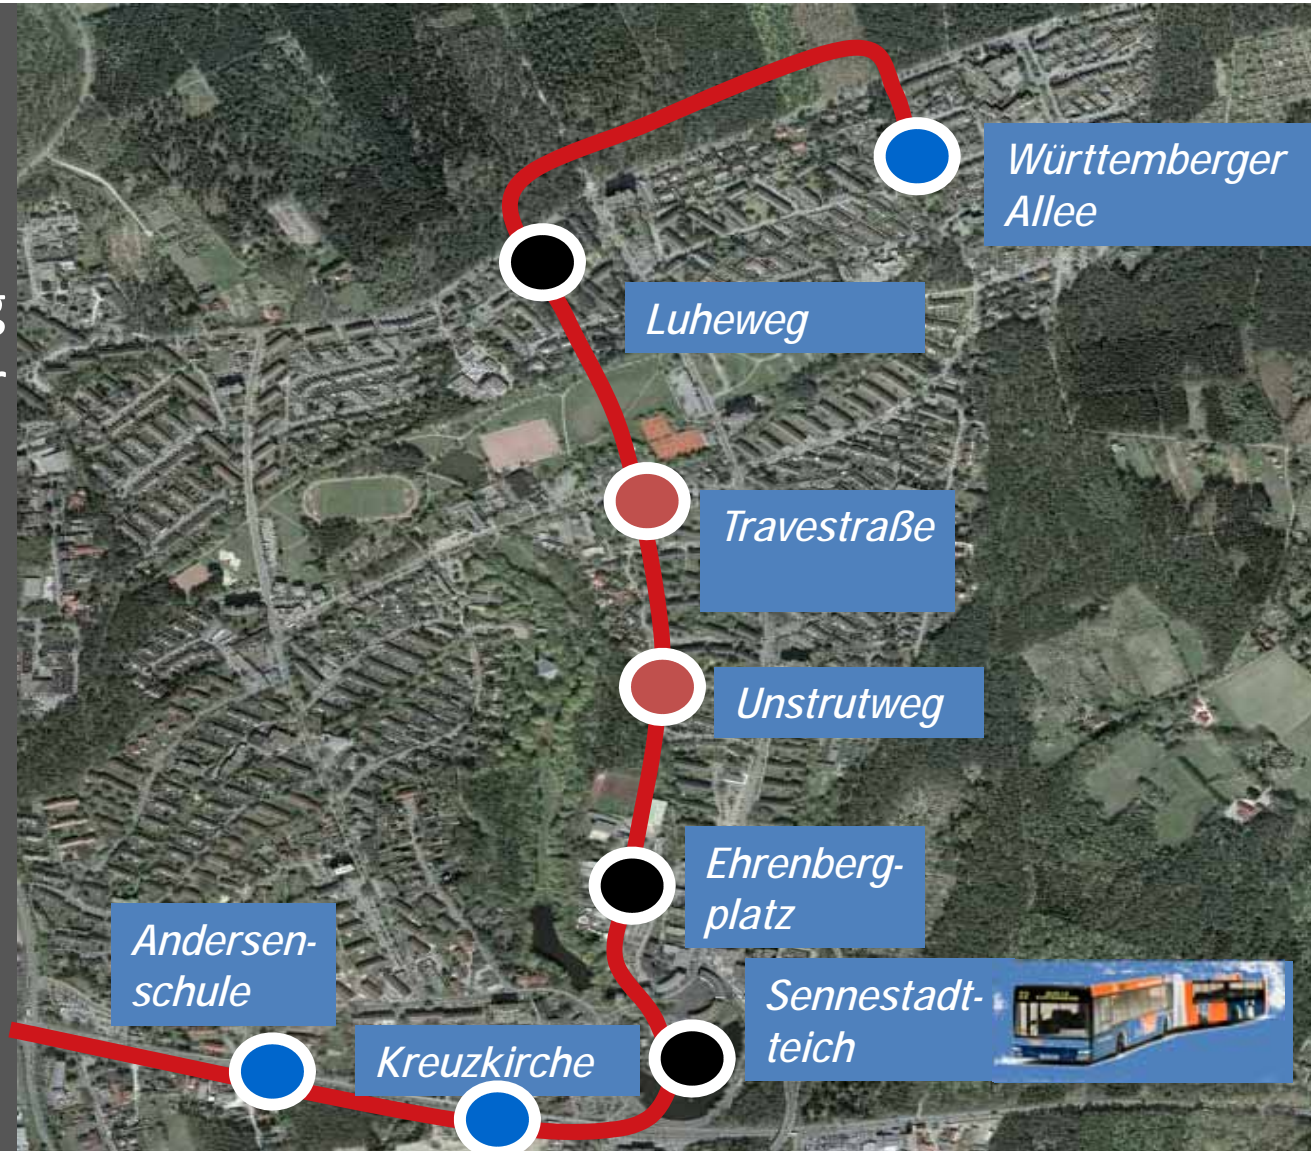 Württemberger
Allee
Luheweg
Travestraße
Unstrutweg
Ehrenberg-
platz
Andersen-
schule
Sennestadt-
teich
Kreuzkirche